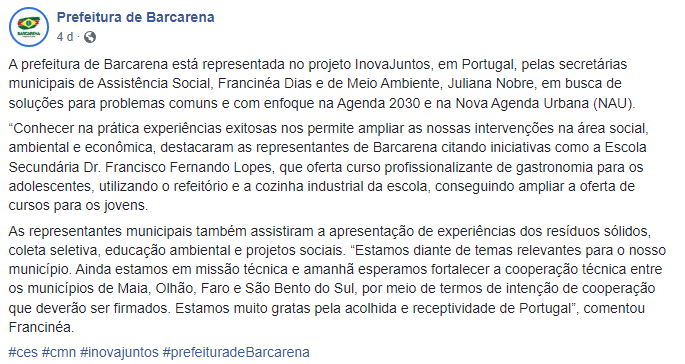 Prefeitura de Barcarena
4 d ·
BARCARENA
A prefeitura de Barcarena está representada no projeto InovaJuntos, em Portugal, pelas secretárias
municipais de Assistência Social, Francinéa Dias e de Meio Ambiente, Juliana Nobre, em busca de
soluções para problemas comuns e com enfoque na Agenda 2030 e na Nova Agenda Urbana (NAU).
“Conhecer na prática experiências exitosas nos permite ampliar as nossas intervenções na área social,
ambiental e econômica, destacaram as representantes de Barcarena citando iniciativas como a Escola
Secundária Dr. Francisco Fernando Lopes, que oferta curso profissionalizante de gastronomia para os
adolescentes, utilizando o refeitório e a cozinha industrial da escola, conseguindo ampliar a oferta de
cursos para os jovens.
As representantes municipais também assistiram a apresentação de experiências dos resíduos sólidos,
coleta seletiva, educação ambiental e projetos sociais. “Estamos diante de temas relevantes para o nosso
município. Ainda estamos em missão técnica e amanhã esperamos fortalecer a cooperação técnica entre
os municípios de Maia, Olhão, Faro e São Bento do Sul, por meio de termos de intenção de cooperação
que deverão ser firmados. Estamos muito gratas pela acolhida e receptividade de Portugal”, comentou
Francinéa.
#ces #cmn #inovajuntos #prefeituradeBarcarena